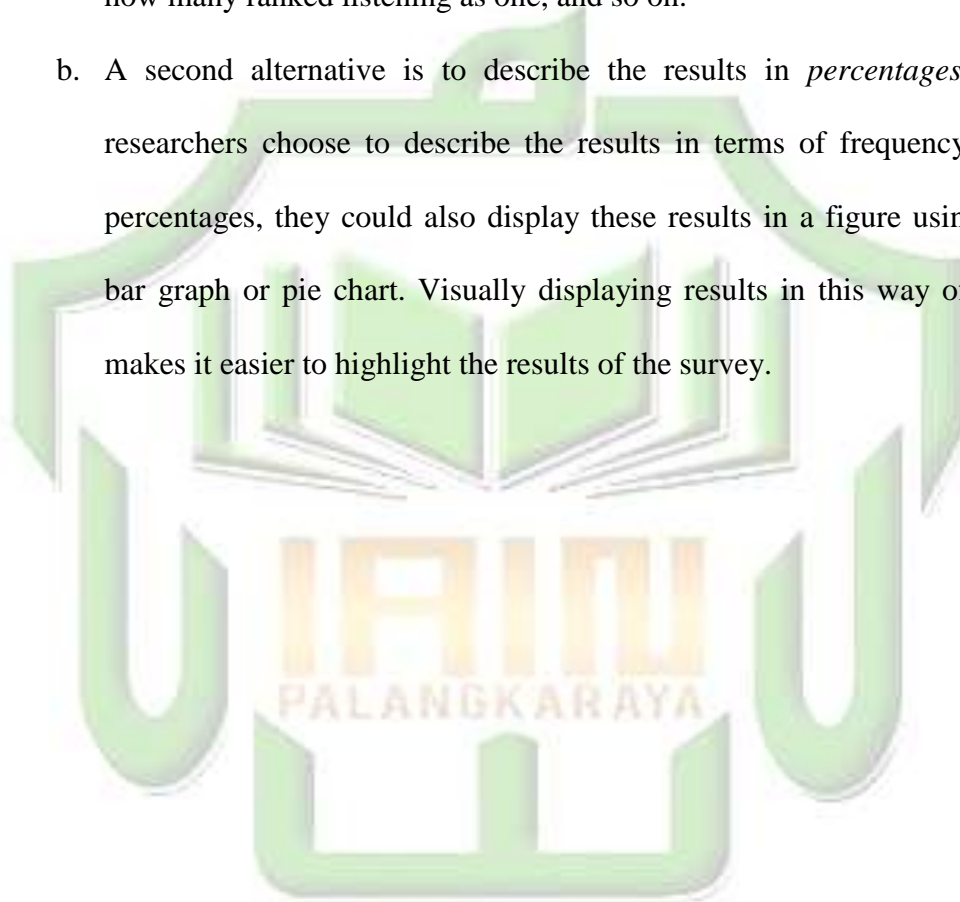 how many ranked listening as one, and so on.
b. A second alternative is to describe the results in percentages
researchers choose to describe the results in terms of frequency
percentages, they could also display these results in a figure usin
bar graph or pie chart. Visually displaying results in this way of
makes it easier to highlight the results of the survey.
IAIN
PALANGKARAYA